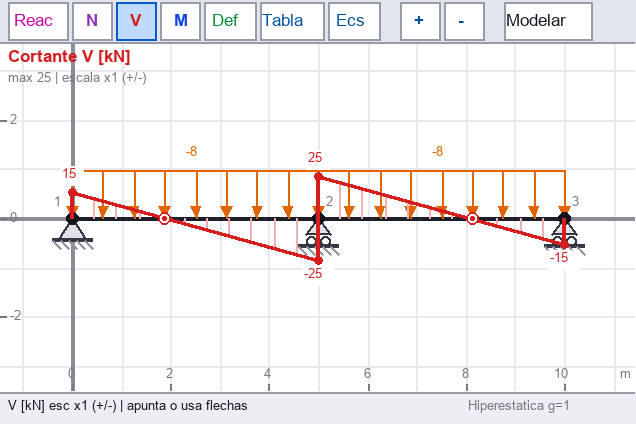 Reac N V M Def Tabla Ecs + - Modelar
Cortante V [kN]
max 25 | escala x1 (+/-)
2
-8 -8
15 25
1 2 3
0
-25 -15
-2
0 2 4 6 8 10 m
V [kN] esc x1 (+/-) | apunta o usa flechas Hiperestatica g=1